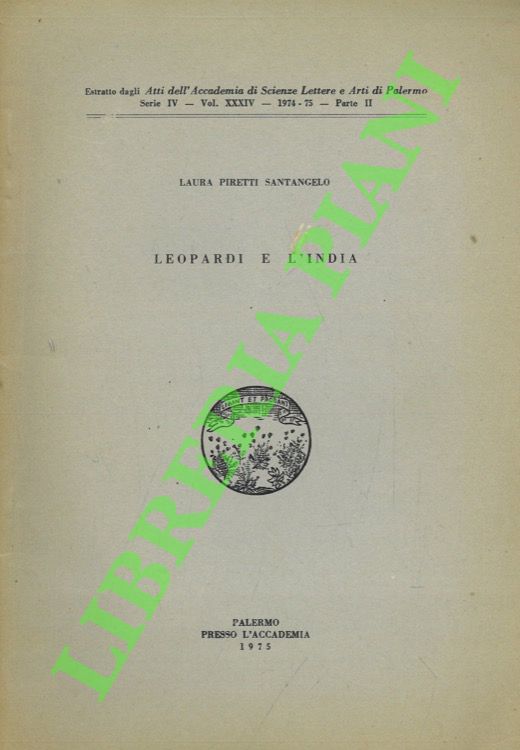 Estratto dagli Atti dell'Accademia di Scienze Lettere e Arti di Palermo
Serie IV — Vol. XXXIV — 1974-75 — Parte II
LAURA PIRETTI SANTANGELO
LEOPARDI E L'INDIA
ET
PALERMO
PRESSO L'ACCADEMIA
1975
LIBRERIA PIANI